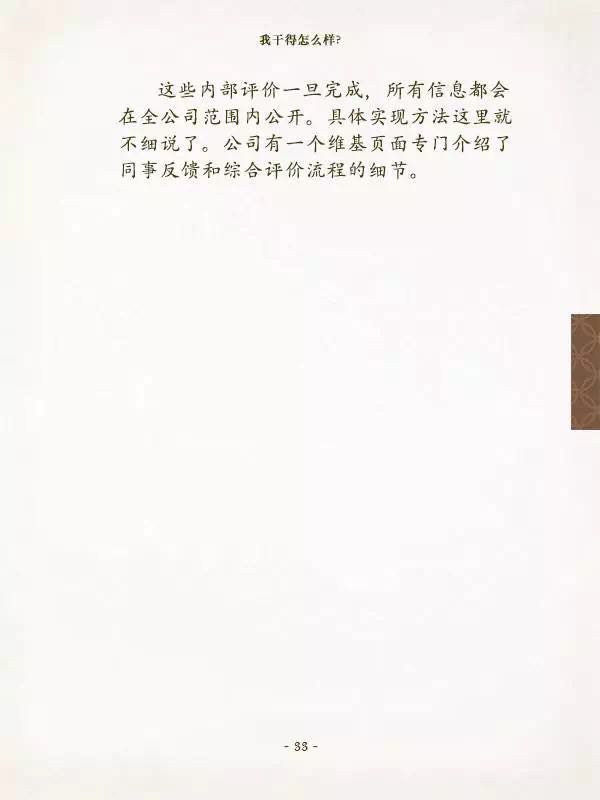 我干得怎么样?
这些内部评价一旦完成，所有信息都会
在全公司范围内公开。具体实现方法这里就
不细说了。公司有一个维基页面专门介绍了
同事反馈和综合评价流程的细节。
- 33 -